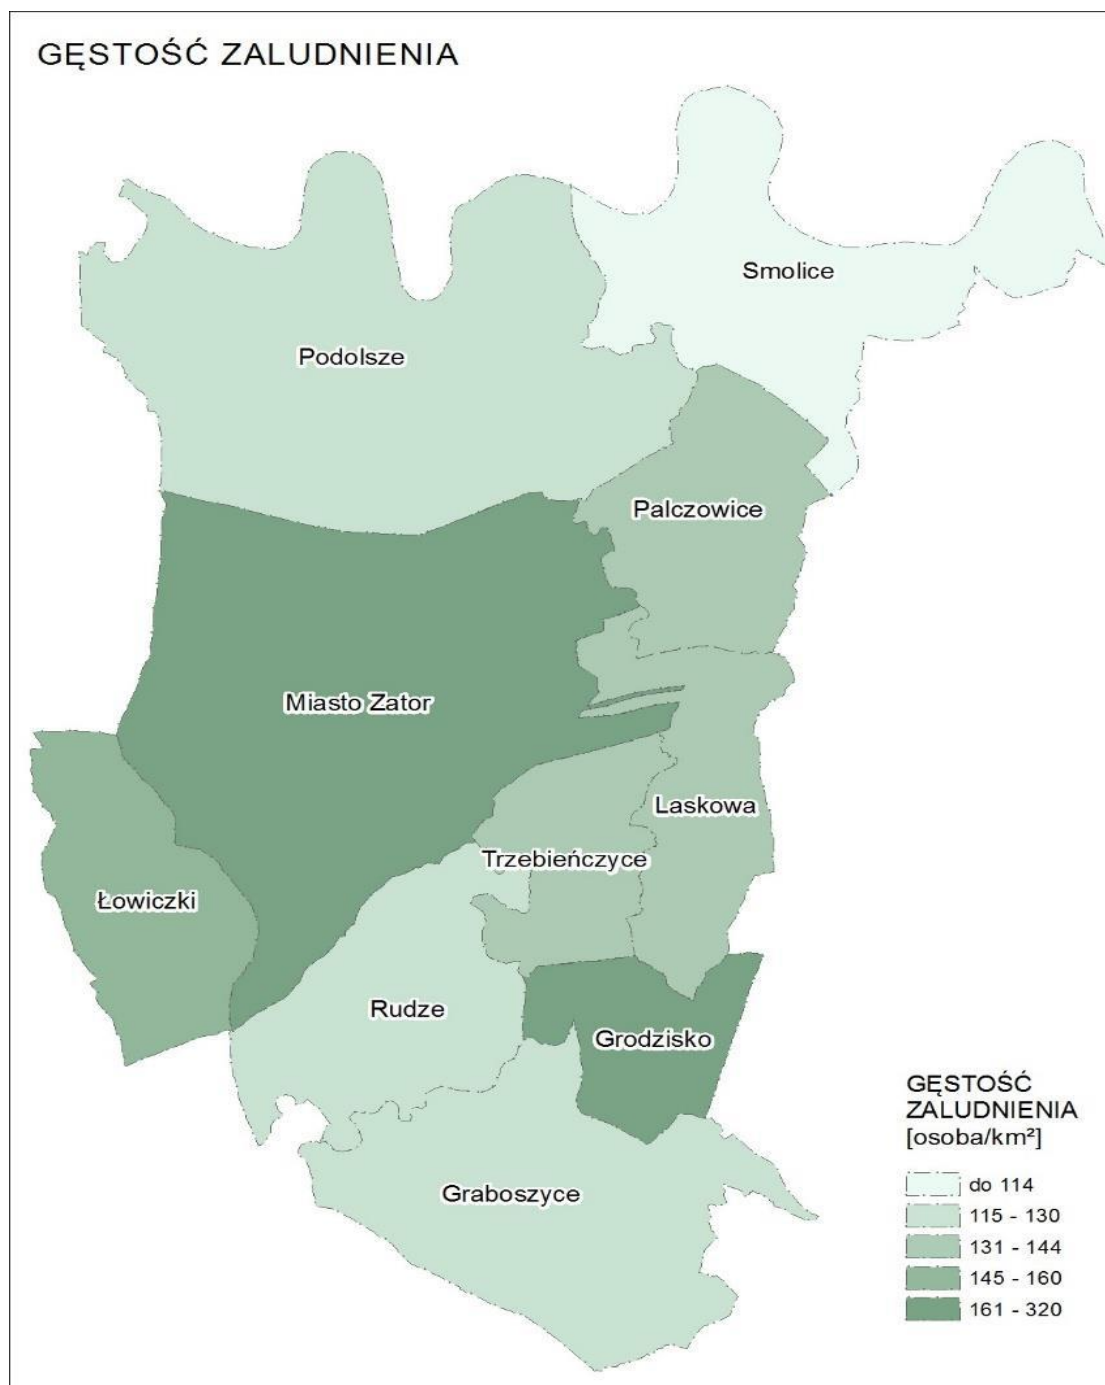 GĘSTOŚĆ ZALUDNIENIA
Smolice
Podolsze
Palczowice
Miasto Zator
Laskowa
Trzebieńczyce
Łowiczki
Rudze
Grodzisko
Graboszyce
GĘSTOŚĆ
ZALUDNIENIA
[osoba/km²]
do 114
115 - 130
131 - 144
145 - 160
161 - 320